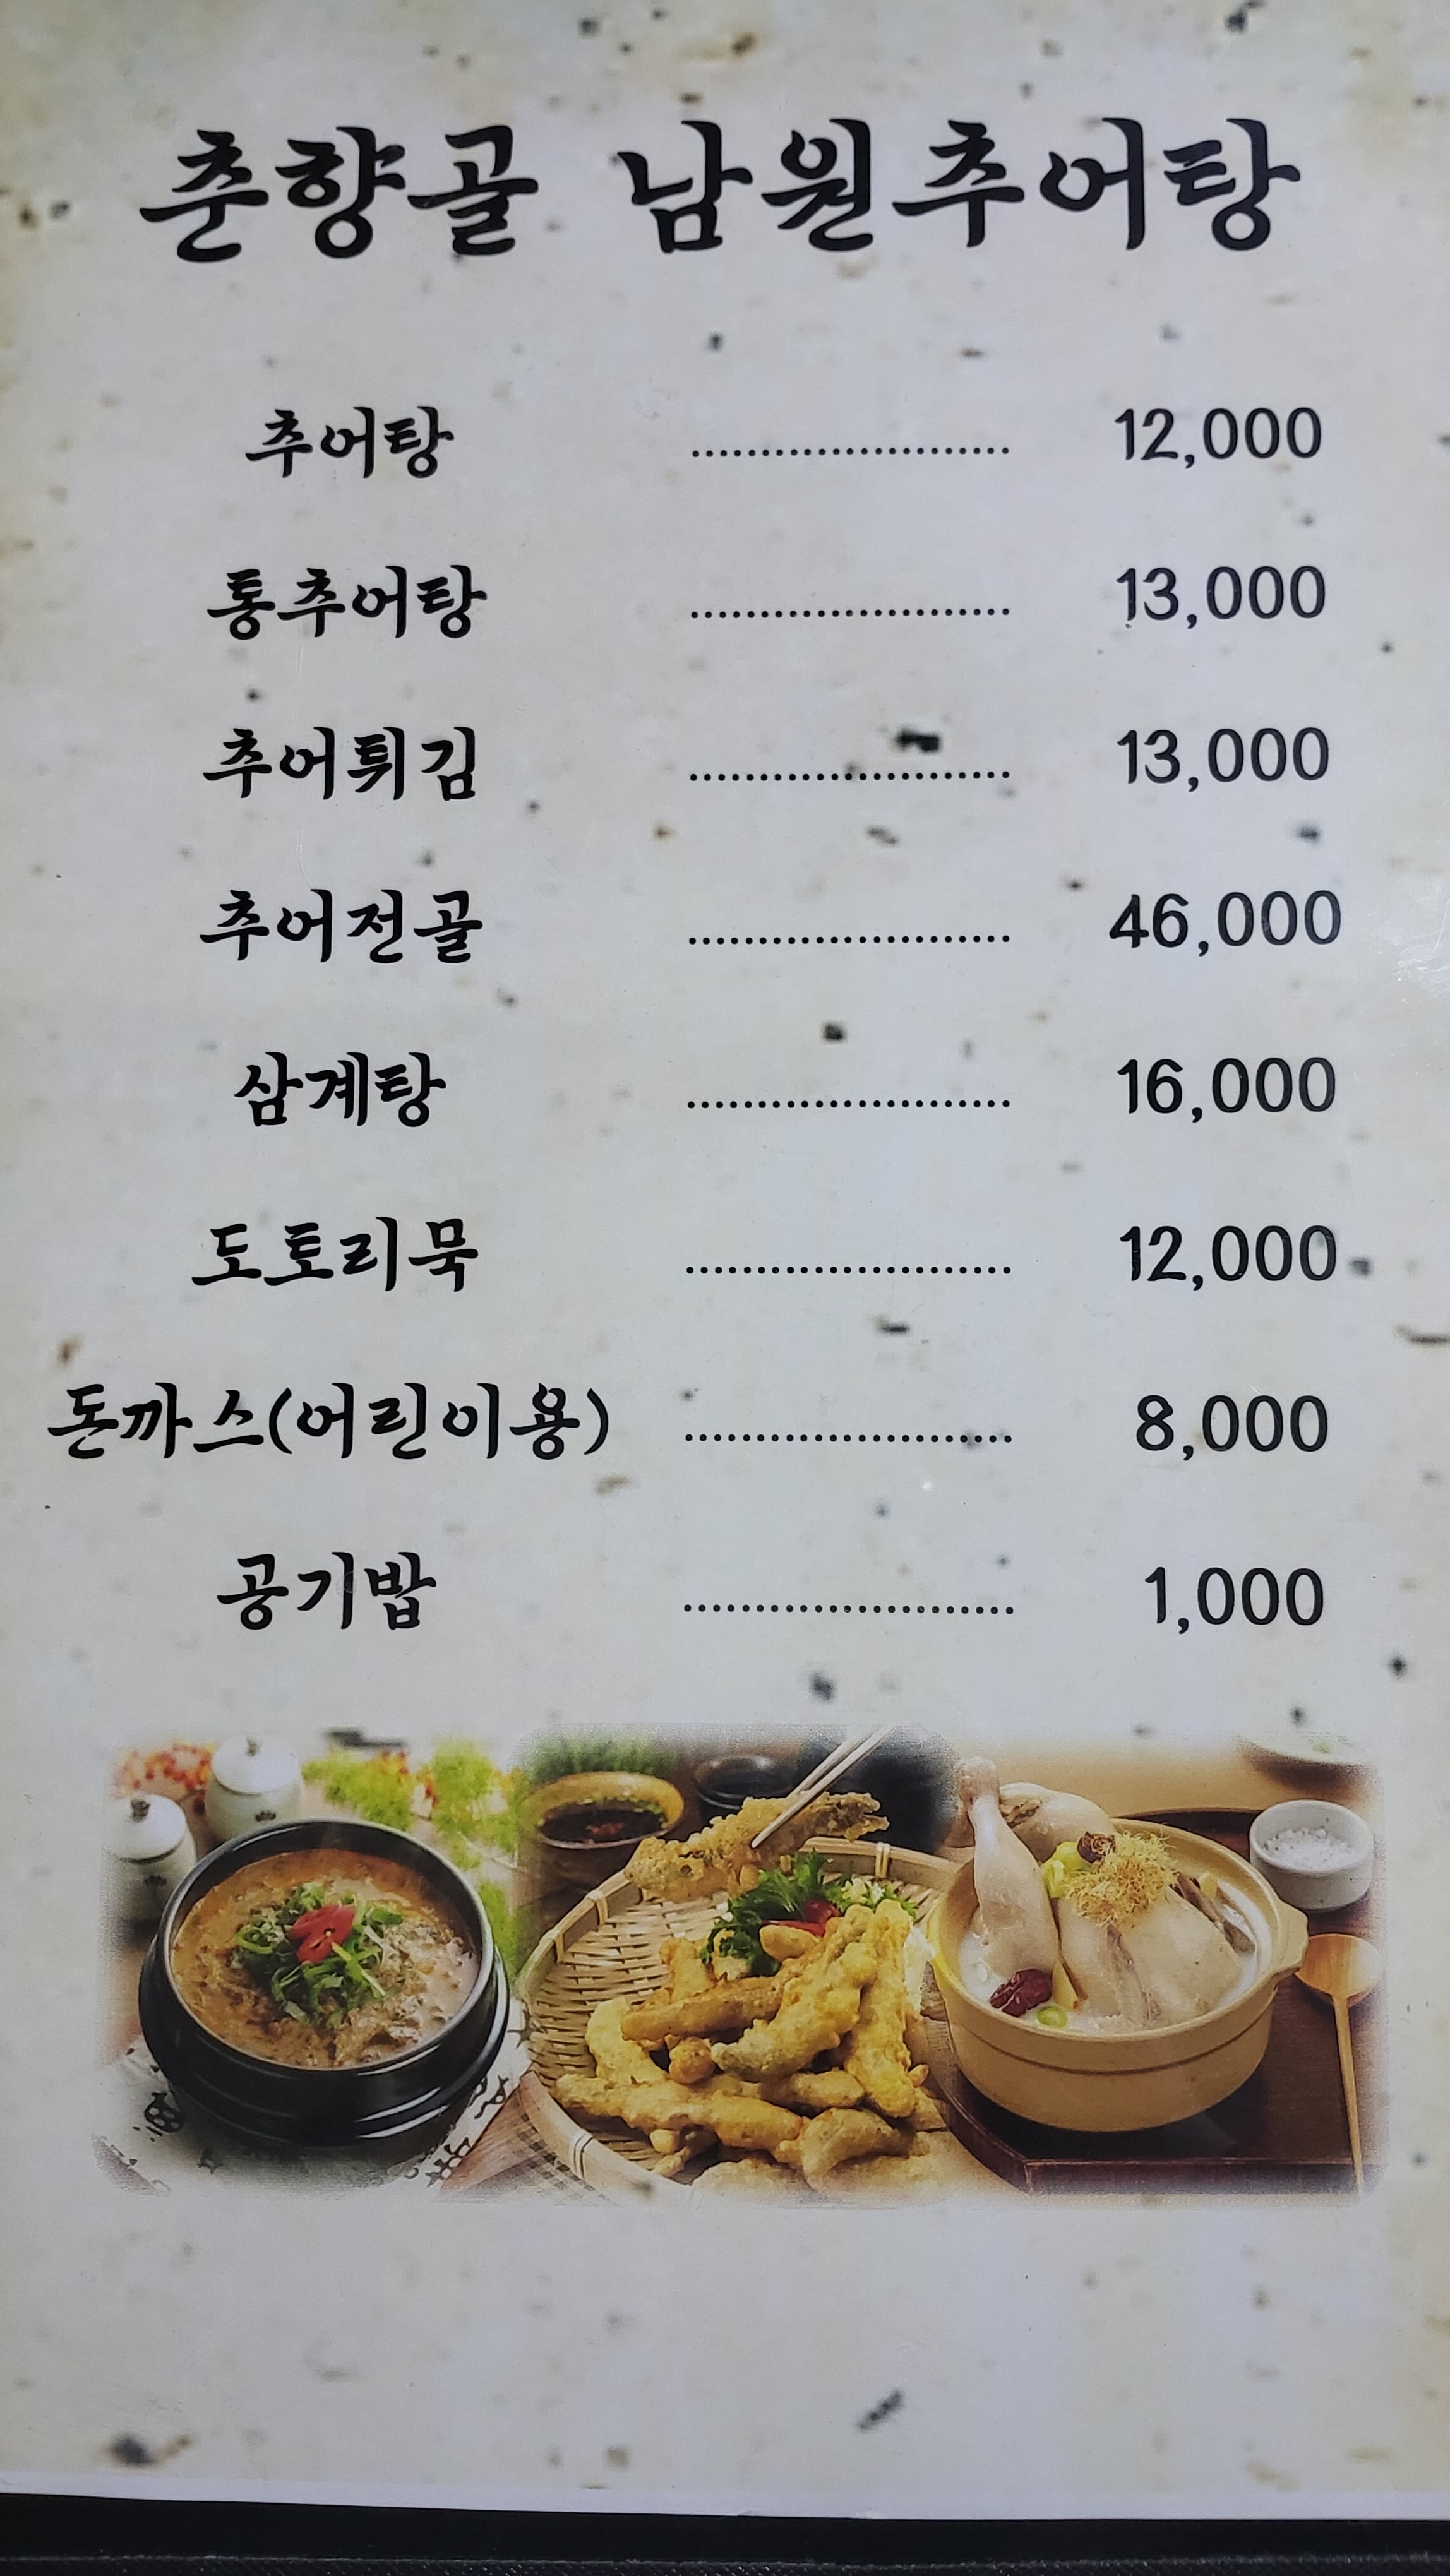 춘향골 남원추어탕
추어탕 ....................... 12,000
통추어탕 ....................... 13,000
추어튀김 ....................... 13,000
추어전골 ....................... 46,000
삼계탕 ....................... 16,000
도토리묵 ....................... 12,000
돈까스(어린이용) ....................... 8,000
공기밥 ....................... 1,000